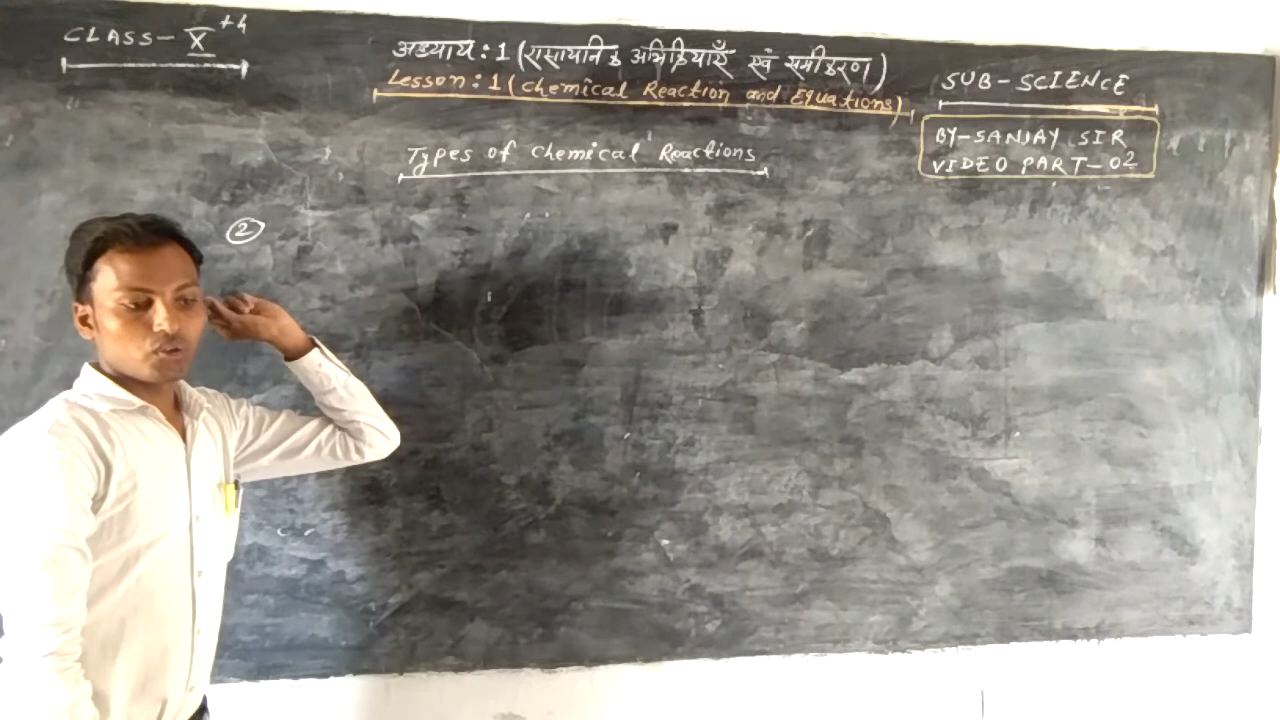 CLASS- X th
अध्याय: 1 (रासायनिक अभिक्रियाएँ एवं समीकरण)
Lesson: 1 (Chemical Reaction and Equations)
SUB-SCIENCE
BY-SANJAY SIR
VIDEO PART-02
Types of Chemical Reactions
②